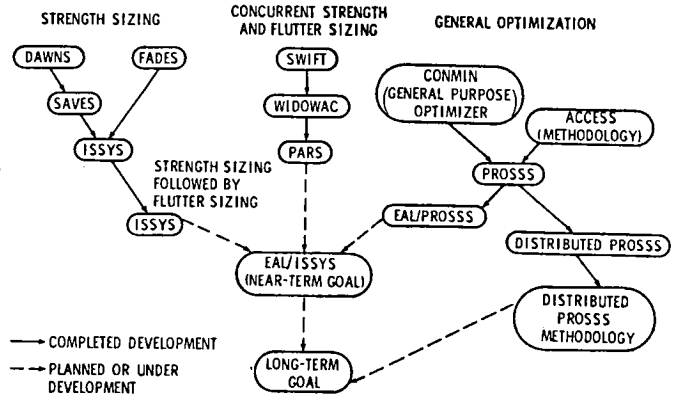 STRENGTH SIZING
CONCURRENT STRENGTH
AND FLUTTER SIZING
GENERAL OPTIMIZATION
DAWNS
FADES
SAVES
ISSYS
STRENGTH SIZING
FOLLOWED BY
FLUTTER SIZING
ISSYS
SWIFT
WIDOWAC
PARS
CONMIN
(GENERAL PURPOSE)
OPTIMIZER
ACCESS
(METHODOLOGY)
PROSSS
EAL/PROSSS
DISTRIBUTED PROSSS
EAL/ISSYS
(NEAR-TERM GOAL)
DISTRIBUTED
PROSSS
METHODOLOGY
LONG-TERM
GOAL
COMPLETED DEVELOPMENT
PLANNED OR UNDER
DEVELOPMENT